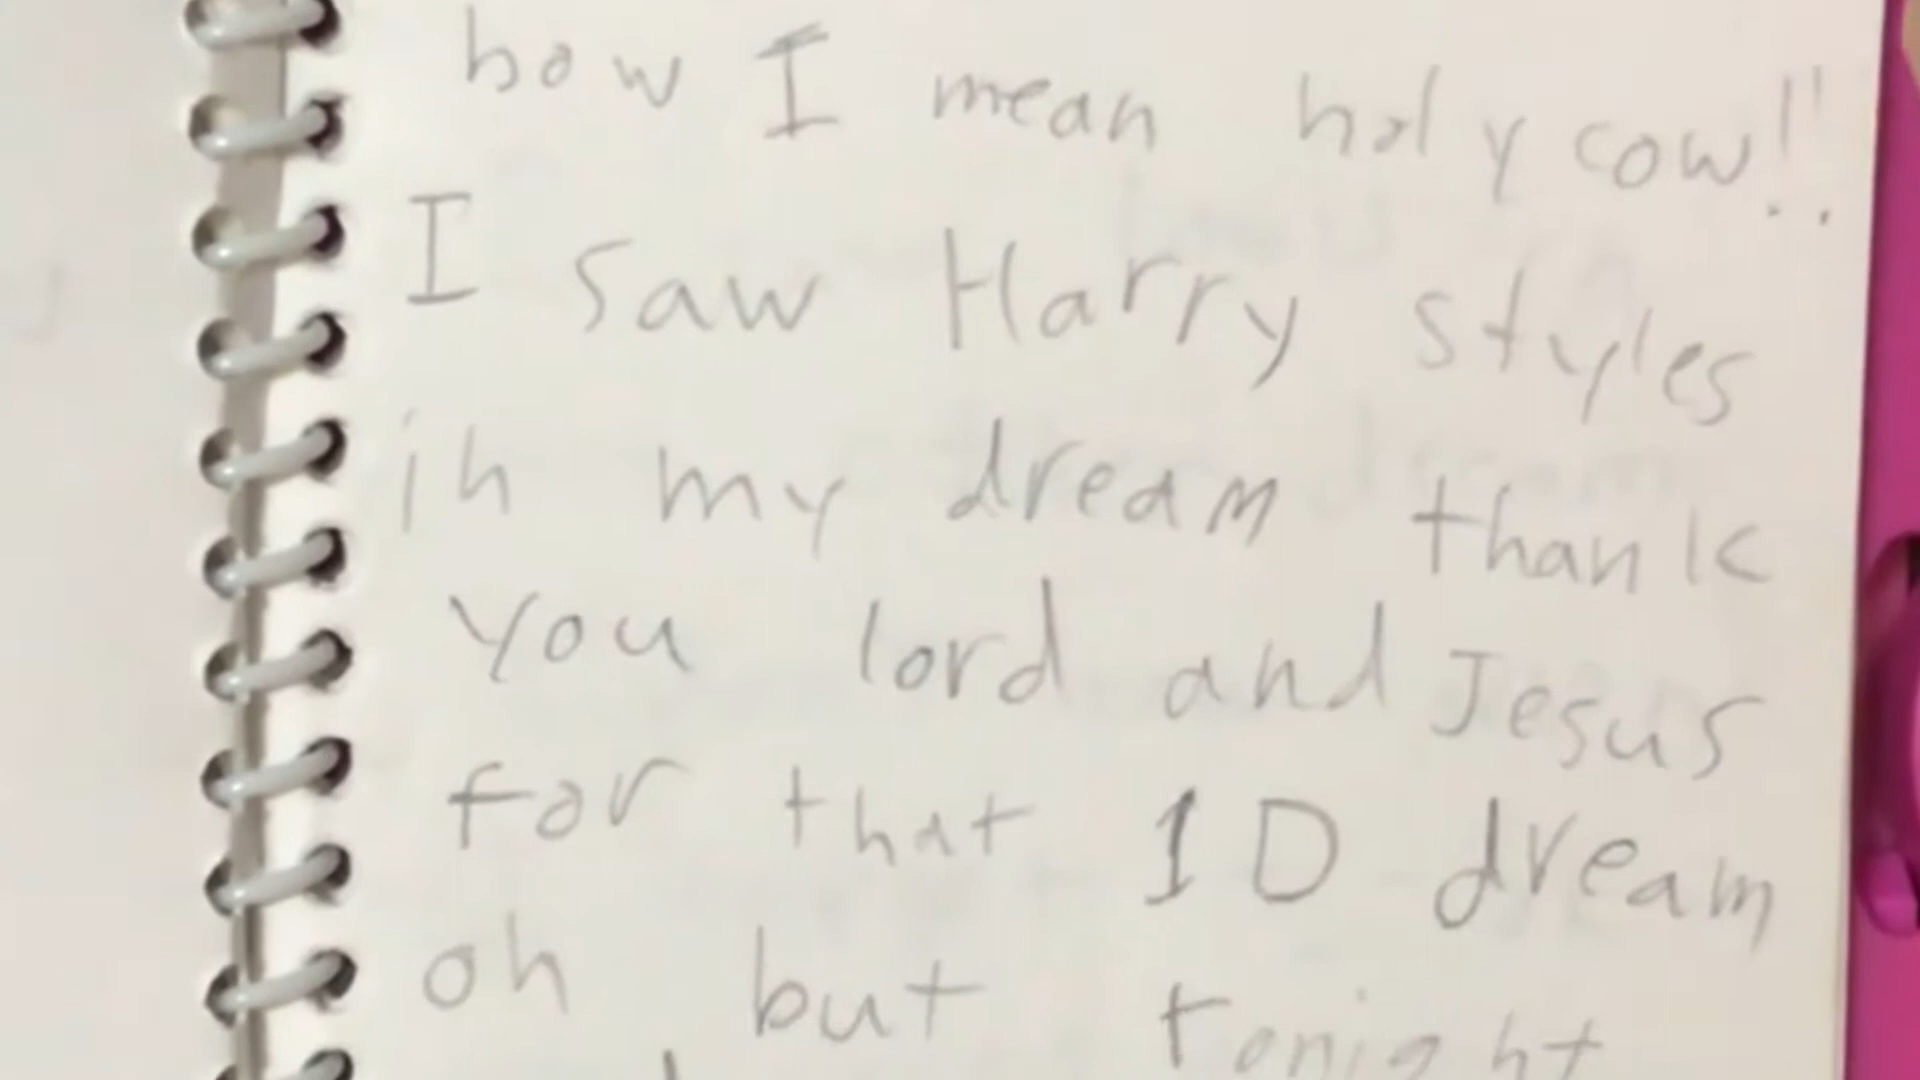 how I mean holy cow!!
I saw Harry styles
in my dream thank
you lord and Jesus
for that 1D dream
oh but tonight